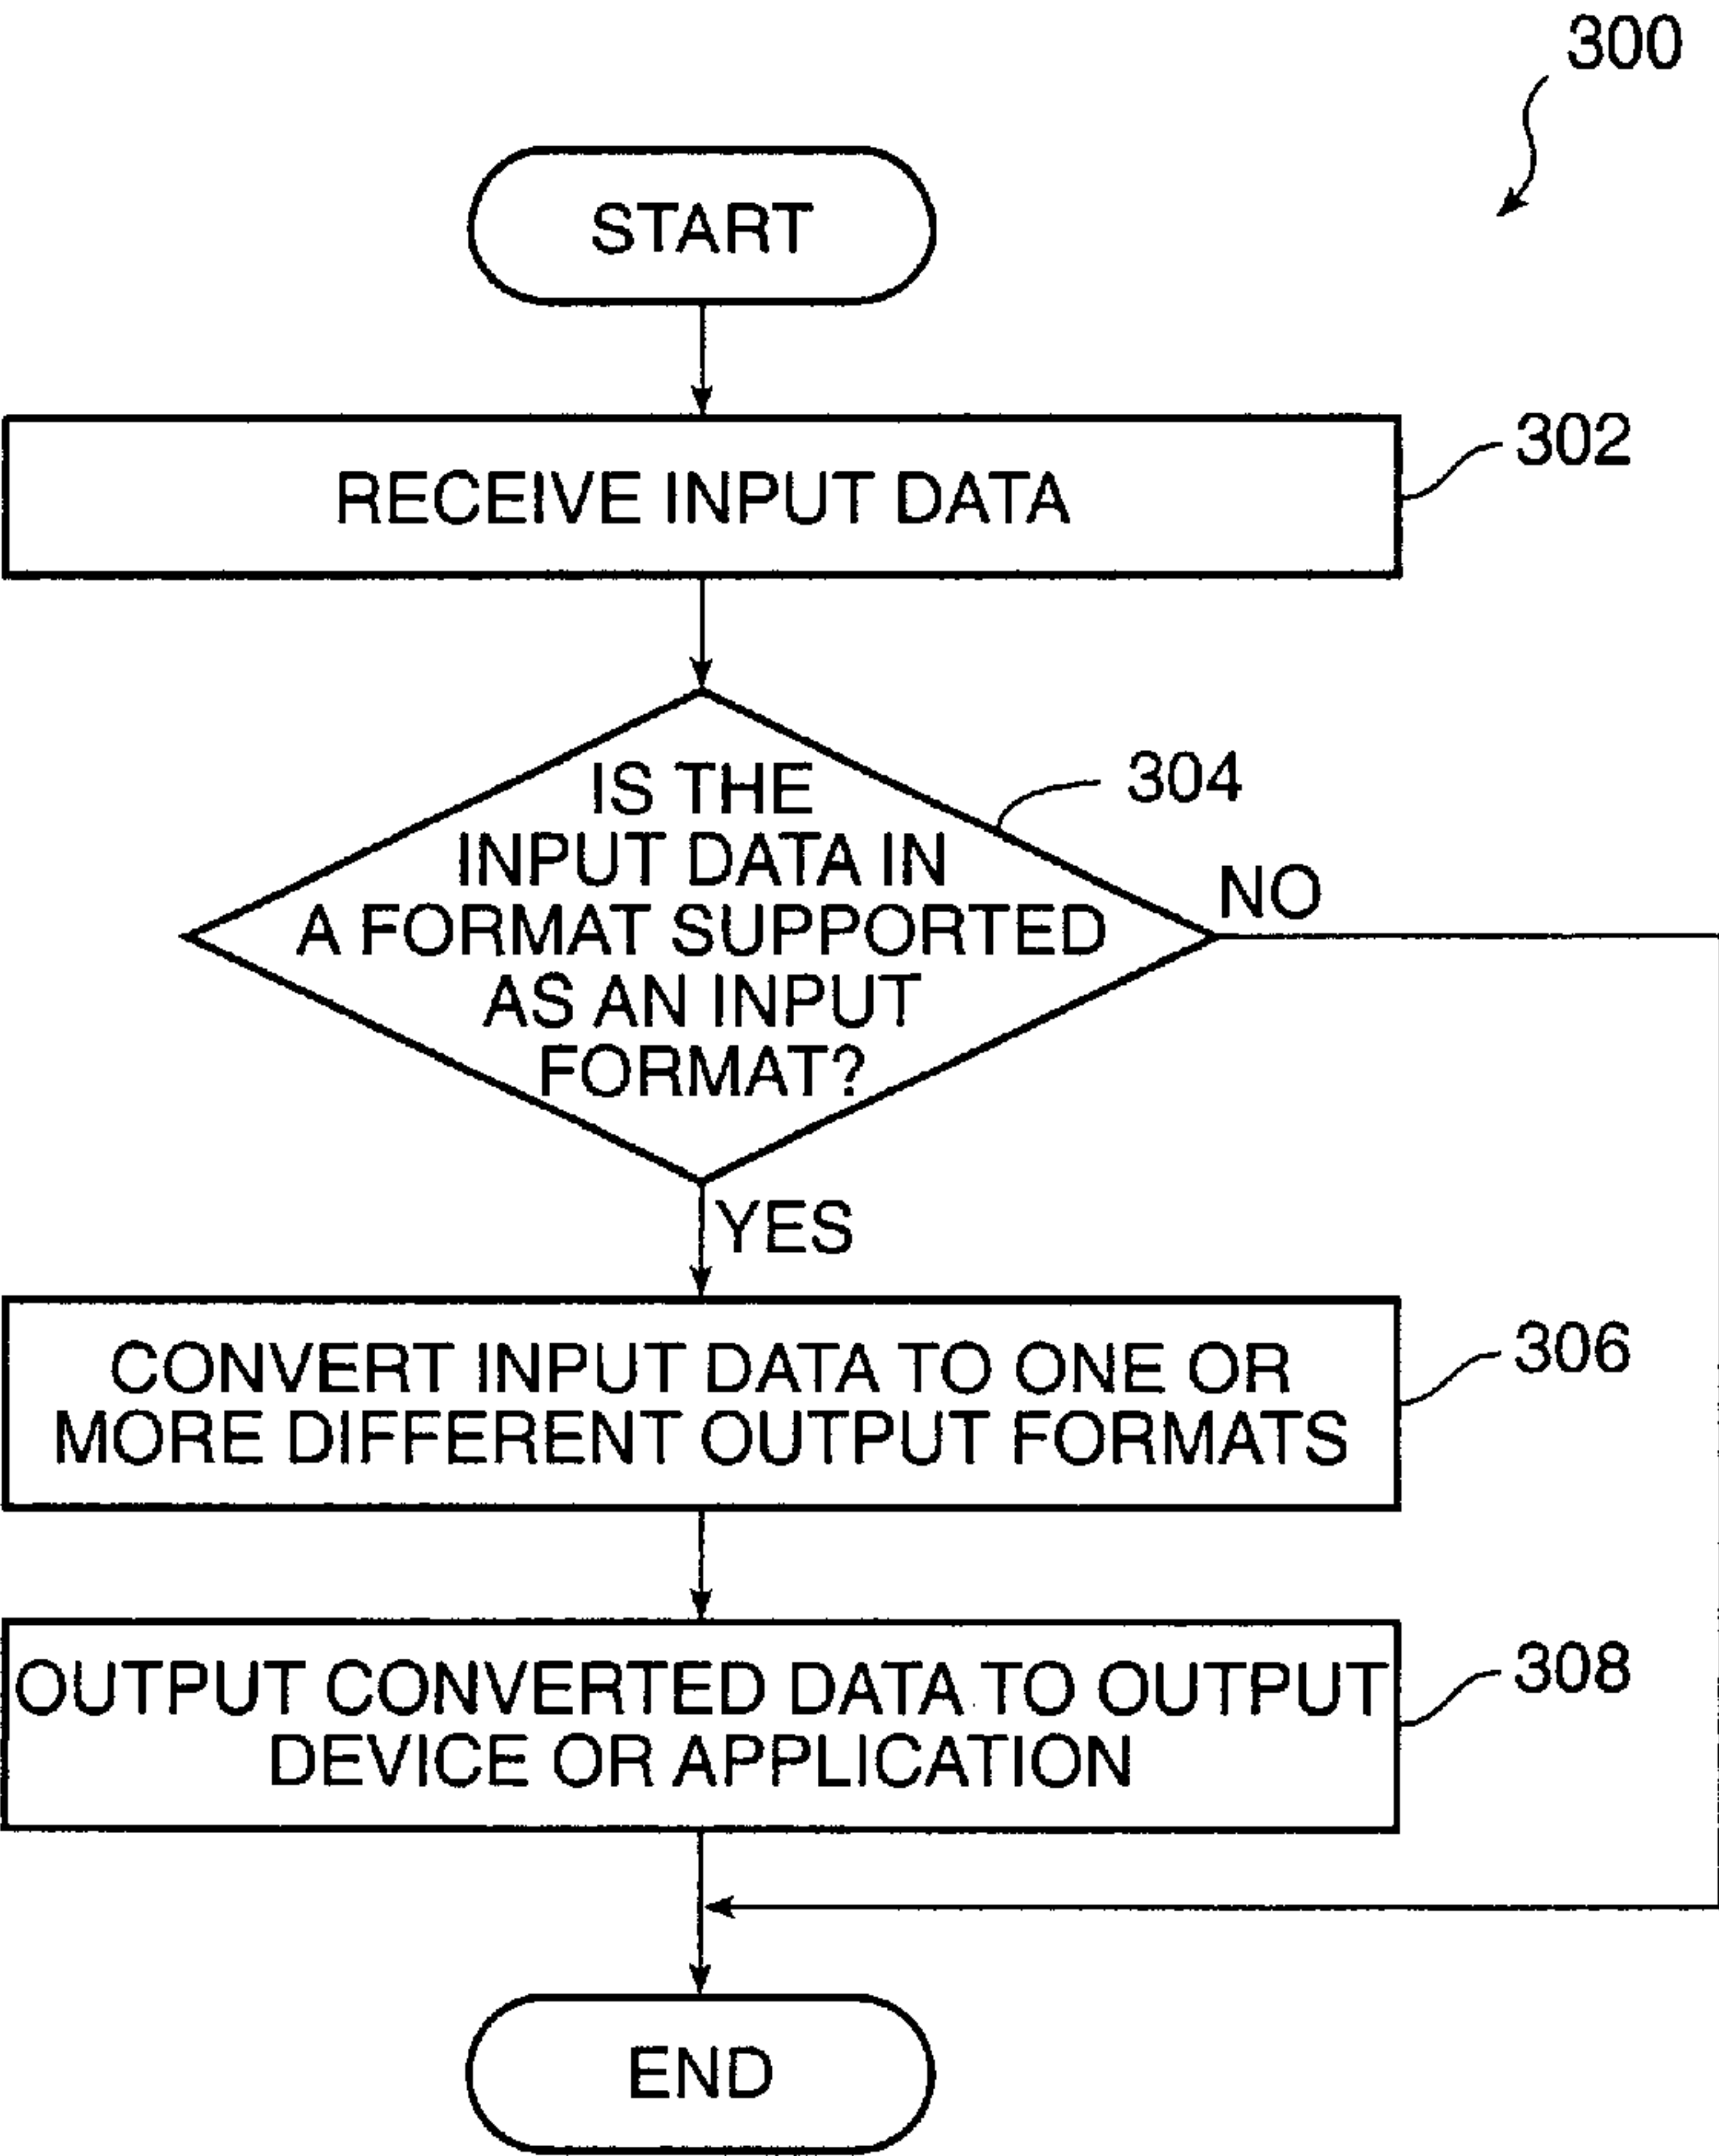 300
START
RECEIVE INPUT DATA
302
IS THE
INPUT DATA IN
A FORMAT SUPPORTED
AS AN INPUT
FORMAT?
304
NO
YES
CONVERT INPUT DATA TO ONE OR
MORE DIFFERENT OUTPUT FORMATS
306
OUTPUT CONVERTED DATA TO OUTPUT
DEVICE OR APPLICATION
308
END